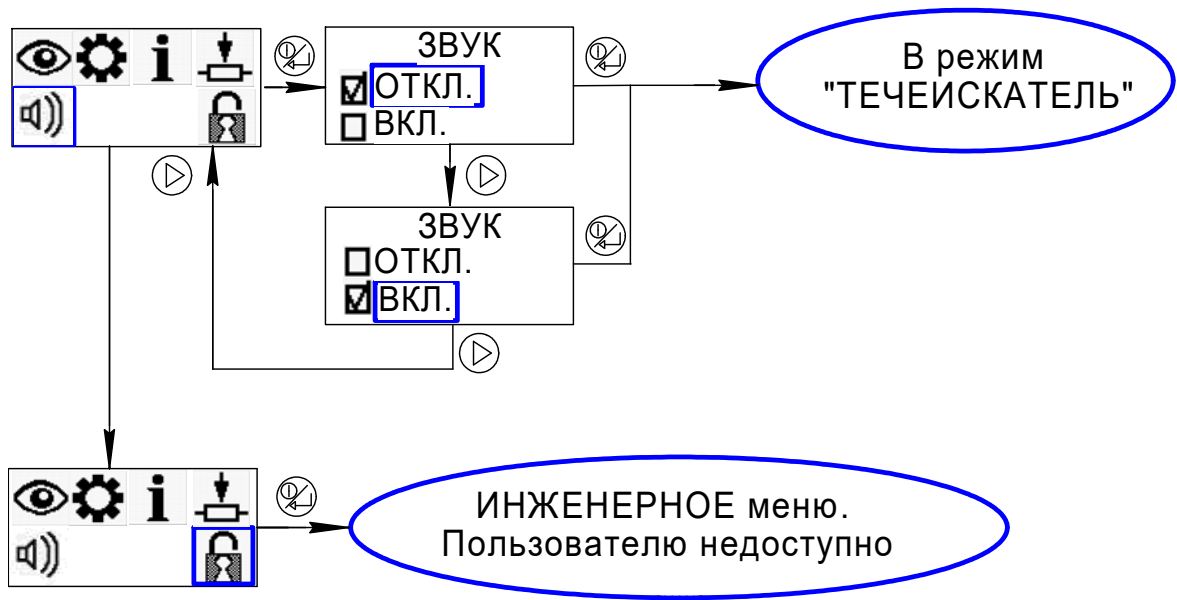 ЗВУК
ОТКЛ.
ВКЛ.
В режим
"ТЕЧЕИСКАТЕЛЬ"
ЗВУК
ОТКЛ.
ВКЛ.
ИНЖЕНЕРНОЕ меню.
Пользователю недоступно